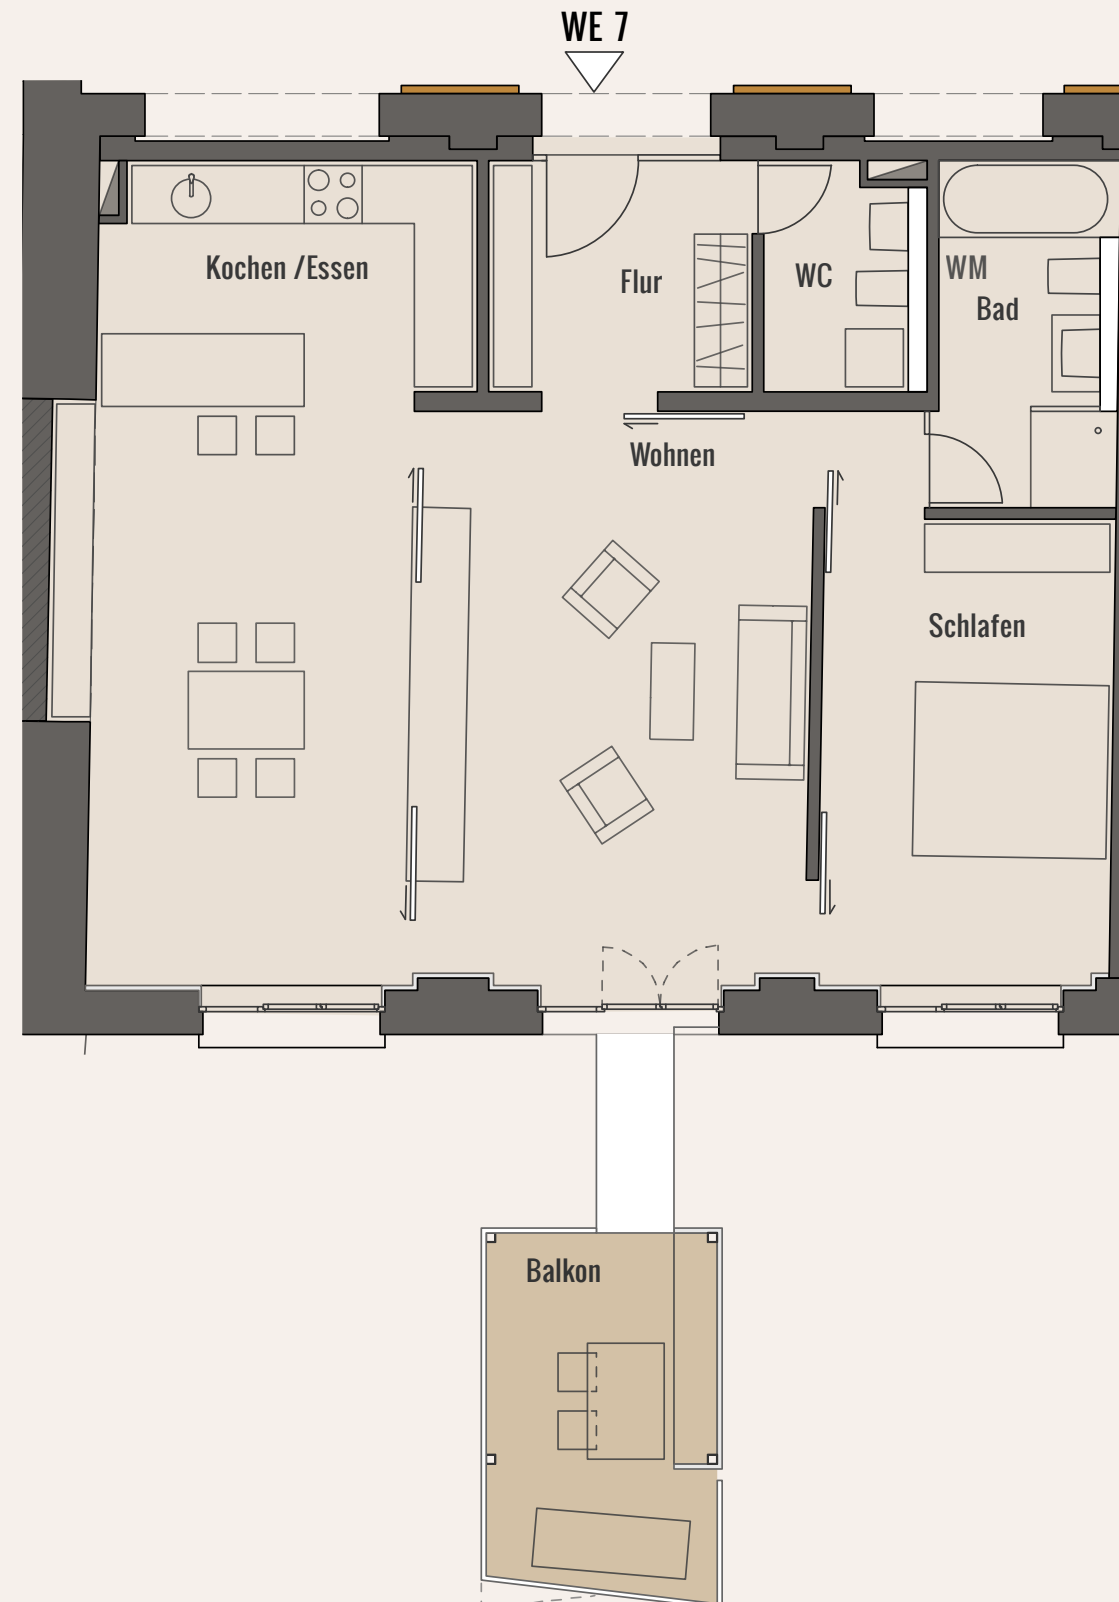 WE 7
Kochen /Essen
Flur
WC
WM
Bad
Wohnen
Schlafen
Balkon